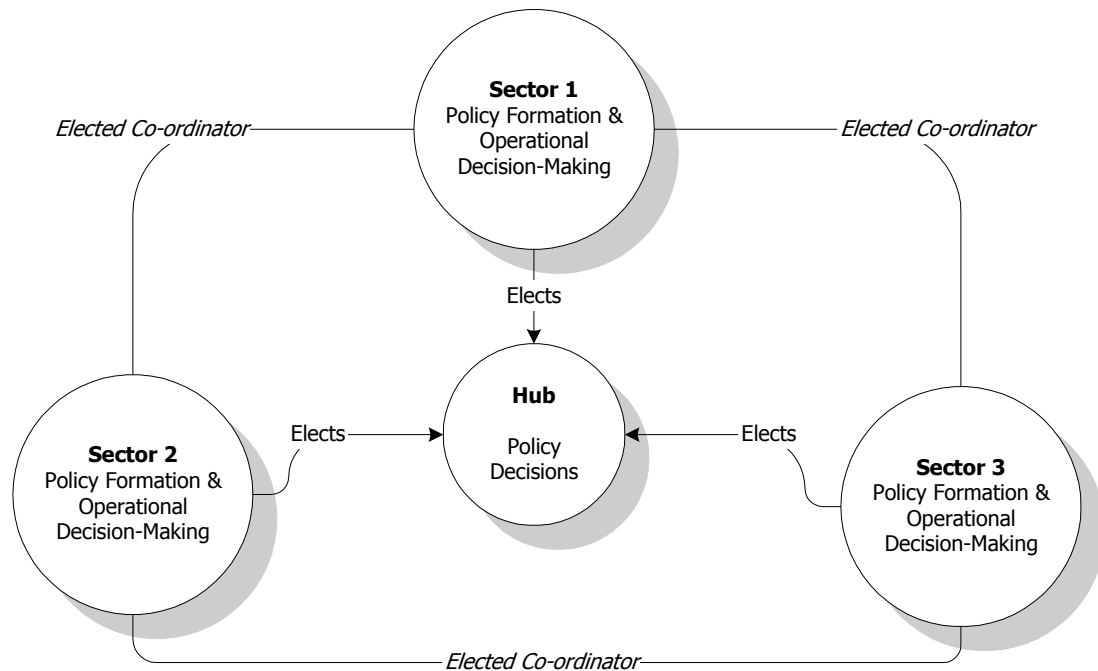 Sector 1
Policy Formation &
Operational
Decision-Making
Elected Co-ordinator
Elected Co-ordinator
Elects
Hub
Policy
Decisions
Elects
Elects
Sector 2
Policy Formation &
Operational
Decision-Making
Sector 3
Policy Formation &
Operational
Decision-Making
Elected Co-ordinator